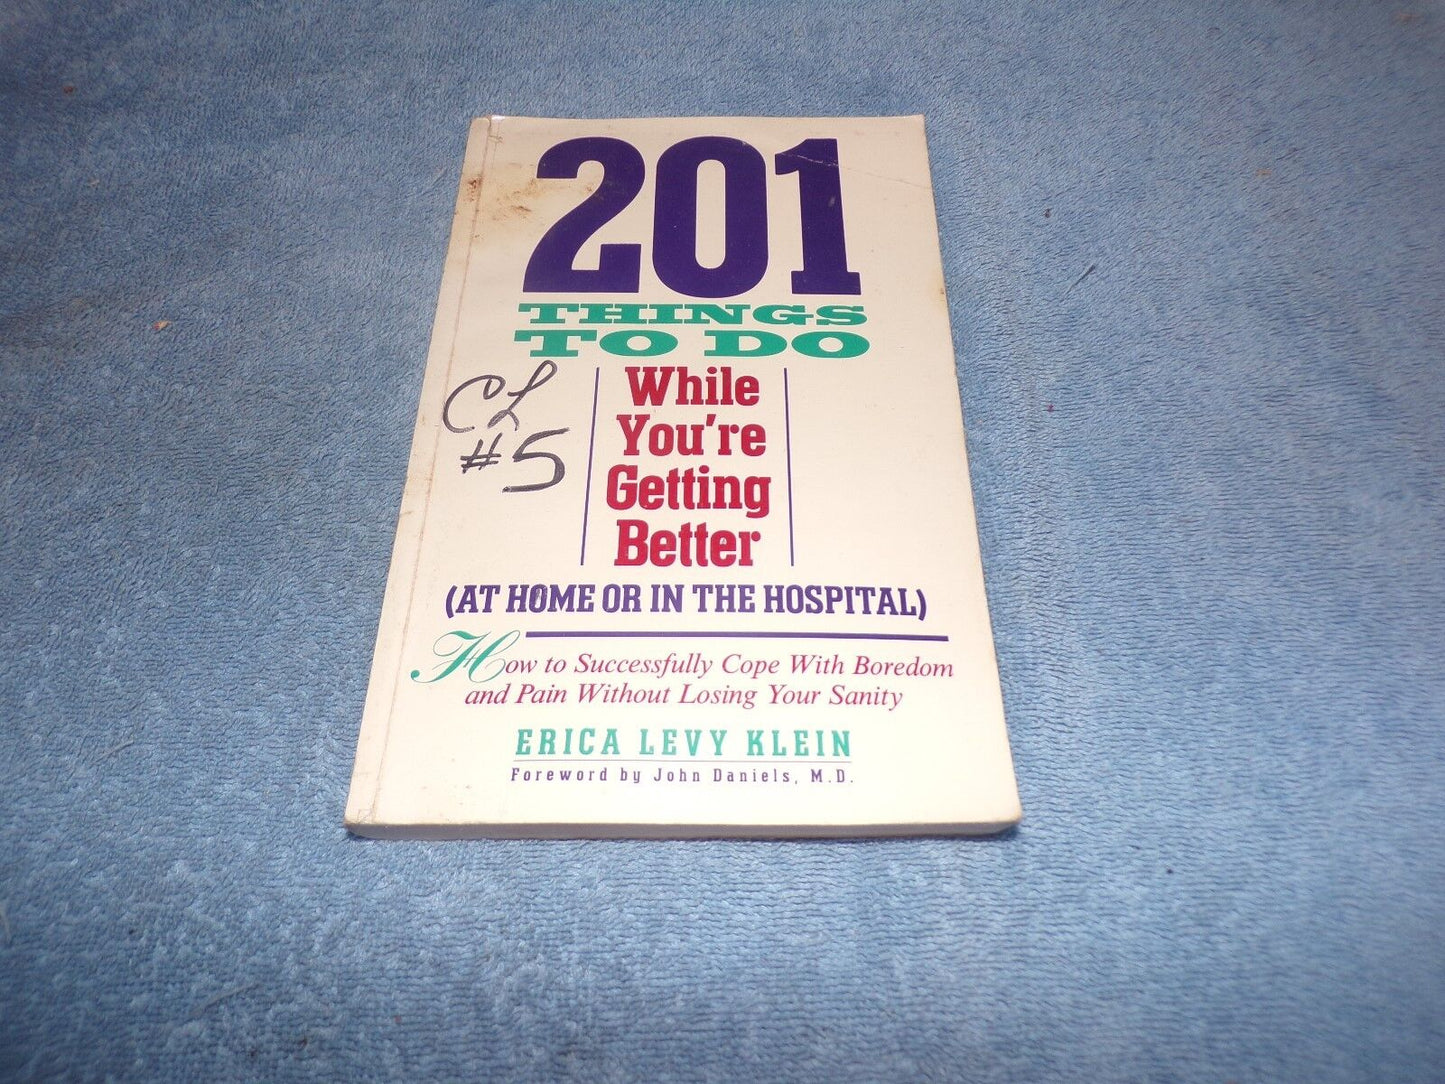 201
THINGS
TO DO
While
You're
Getting
Better
CL
#5
(AT HOME OR IN THE HOSPITAL)
How to Successfully Cope With Boredom
and Pain Without Losing Your Sanity
ERICA LEVY KLEIN
Foreword by John Daniels, M.D.